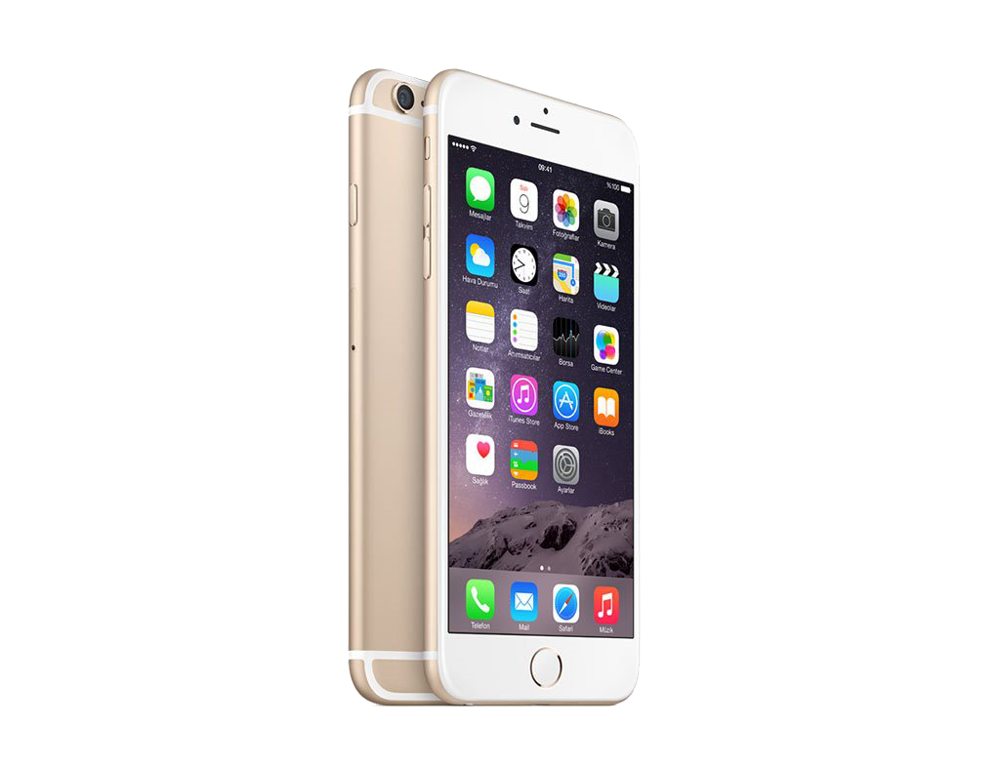 09:41
%100
Salı
9
Mesajlar
Takvim
Fotoğraflar
Kamera
Hava Durumu
Saat
Harita
Videolar
Notlar
Anımsatıcılar
Borsa
Game Center
Gazetelik
iTunes Store
App Store
iBooks
Sağlık
Passbook
Ayarlar
Telefon
Mail
Safari
Müzik